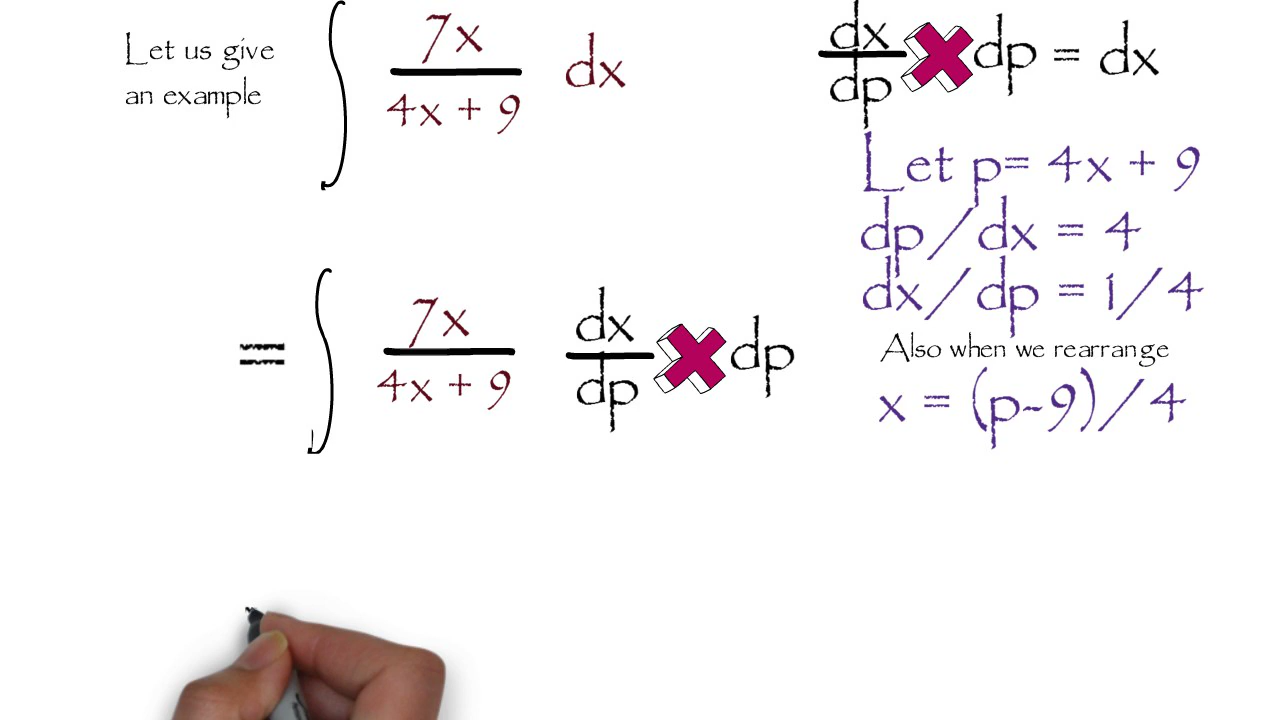 Let us give
an example
∫ 7x / 4x + 9 dx
= ∫ 7x / 4x + 9 dx / dp × dp
dx / dp × dp = dx
Let p= 4x + 9
dp/dx = 4
dx/dp = 1/4
Also when we rearrange
x = (p-9)/4